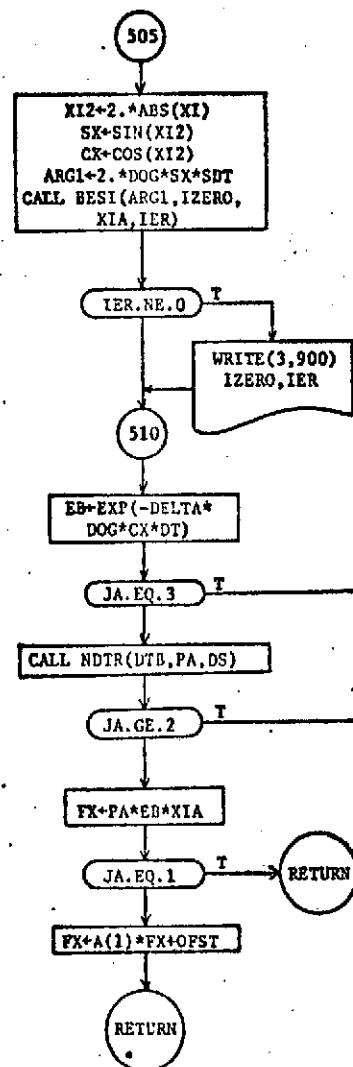 505
XI2←2.*ABS(XI)
SX←SIN(XI2)
CX←COS(XI2)
ARG1←2.*DOG*SX*SDT
CALL BESI(ARG1,IZERO,
XIA,IER)
IER.NE.0
T
WRITE(3,900)
IZERO,IER
510
EB←EXP(-DELTA*
DOG*CX*DT)
JA.EQ.3
T
CALL NDTR(DTB,PA,DS)
JA.GE.2
T
FX←PA*EB*XIA
JA.EQ.1
T
RETURN
FX←A(1)*FX+OFST
RETURN